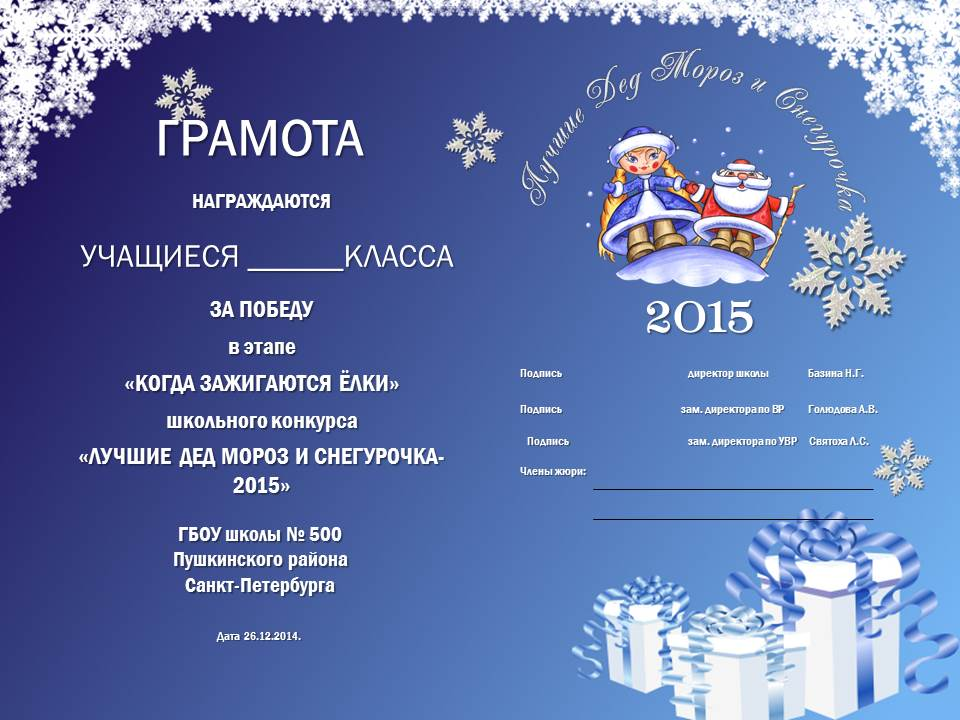 ГРАМОТА
НАГРАЖДАЮТСЯ
УЧАЩИЕСЯ ______КЛАССА
ЗА ПОБЕДУ
в этапе
«КОГДА ЗАЖИГАЮТСЯ ЁЛКИ»
школьного конкурса
«ЛУЧШИЕ ДЕД МОРОЗ И СНЕГУРОЧКА-
2015»
ГБОУ школы № 500
Пушкинского района
Санкт-Петербурга
Дата 26.12.2014.
Лучшие Дед Мороз и Снегурочка
2015
Подпись директор школы Базина Н.Г.
Подпись зам. директора по ВР Голюдова А.В.
Подпись зам. директора по УВР Святоха Л.С.
Члены жюри: